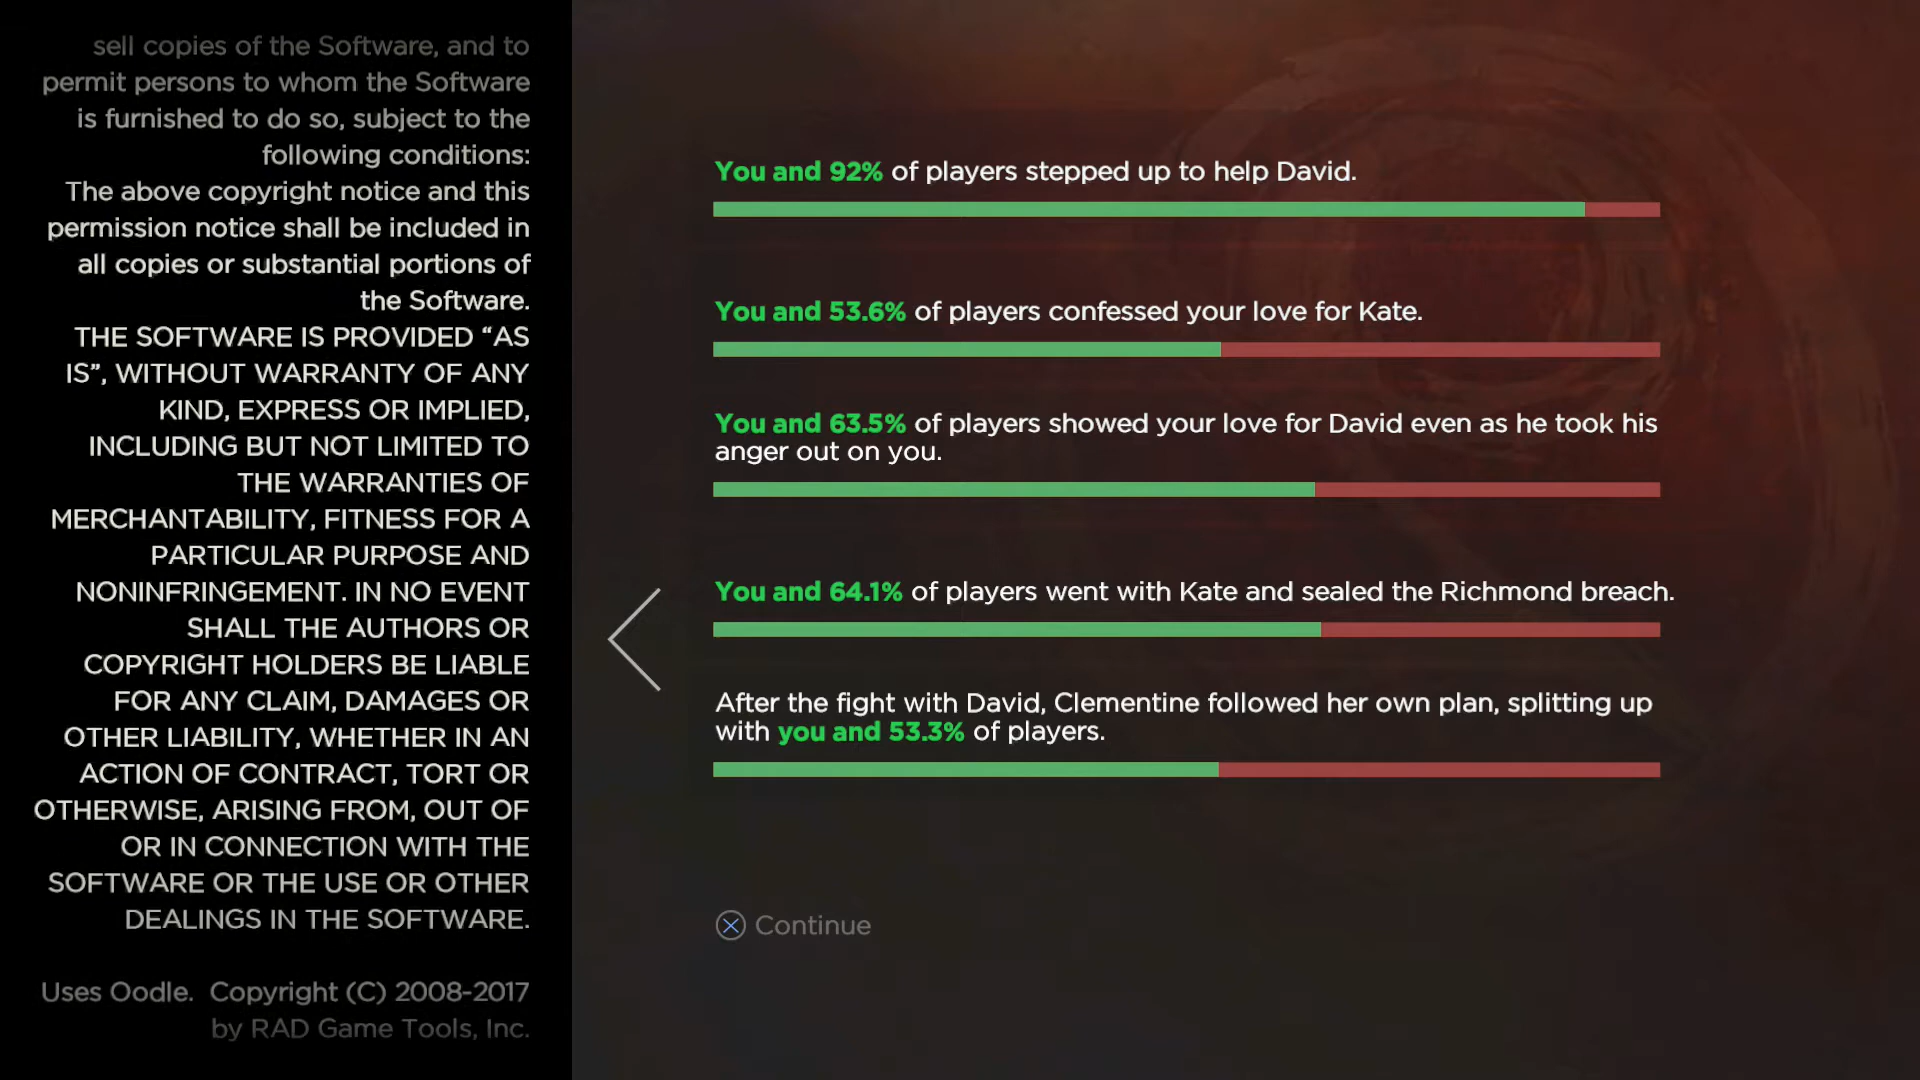 sell copies of the Software, and to
permit persons to whom the Software
is furnished to do so, subject to the
following conditions:
The above copyright notice and this
permission notice shall be included in
all copies or substantial portions of
the Software.
THE SOFTWARE IS PROVIDED “AS
IS”, WITHOUT WARRANTY OF ANY
KIND, EXPRESS OR IMPLIED,
INCLUDING BUT NOT LIMITED TO
THE WARRANTIES OF
MERCHANTABILITY, FITNESS FOR A
PARTICULAR PURPOSE AND
NONINFRINGEMENT. IN NO EVENT
SHALL THE AUTHORS OR
COPYRIGHT HOLDERS BE LIABLE
FOR ANY CLAIM, DAMAGES OR
OTHER LIABILITY, WHETHER IN AN
ACTION OF CONTRACT, TORT OR
OTHERWISE, ARISING FROM, OUT OF
OR IN CONNECTION WITH THE
SOFTWARE OR THE USE OR OTHER
DEALINGS IN THE SOFTWARE.
Uses Oodle. Copyright (C) 2008-2017
by RAD Game Tools, Inc.
You and 92% of players stepped up to help David.
You and 53.6% of players confessed your love for Kate.
You and 63.5% of players showed your love for David even as he took his
anger out on you.
You and 64.1% of players went with Kate and sealed the Richmond breach.
After the fight with David, Clementine followed her own plan, splitting up
with you and 53.3% of players.
Continue